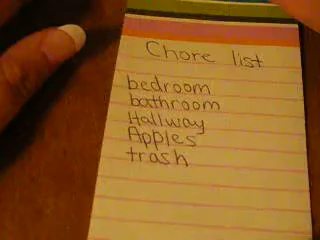 Chore list
bedroom
bathroom
Hallway
Apples
trash